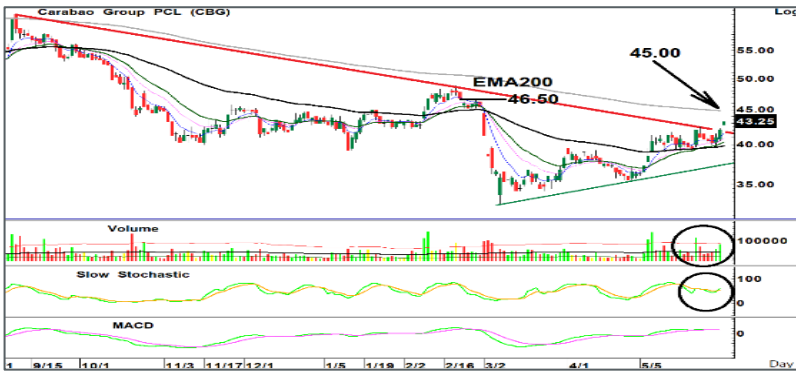 Carabao Group PCL (CBG)
Log
45.00
55.00
EMA200
50.00
46.50
45.00
43.25
40.00
35.00
Volume
100000
Slow Stochastic
100
0
MACD
0
1 9/15 10/1 11/3 11/17 12/1 1/5 1/19 2/2 2/16 3/2 4/1 5/5 Day